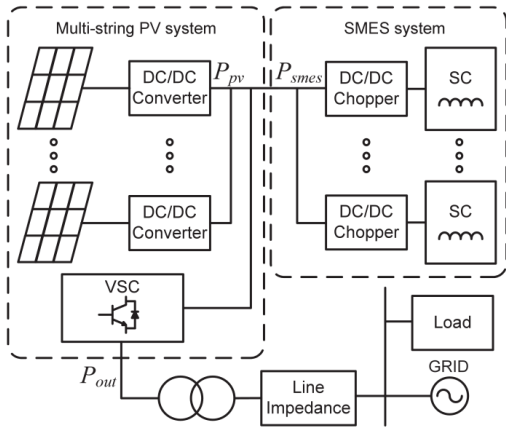 Multi-string PV system
SMES system
DC/DC
Converter
P_pv
P_smes
DC/DC
Chopper
SC
DC/DC
Converter
DC/DC
Chopper
SC
VSC
Load
P_out
Line
Impedance
GRID